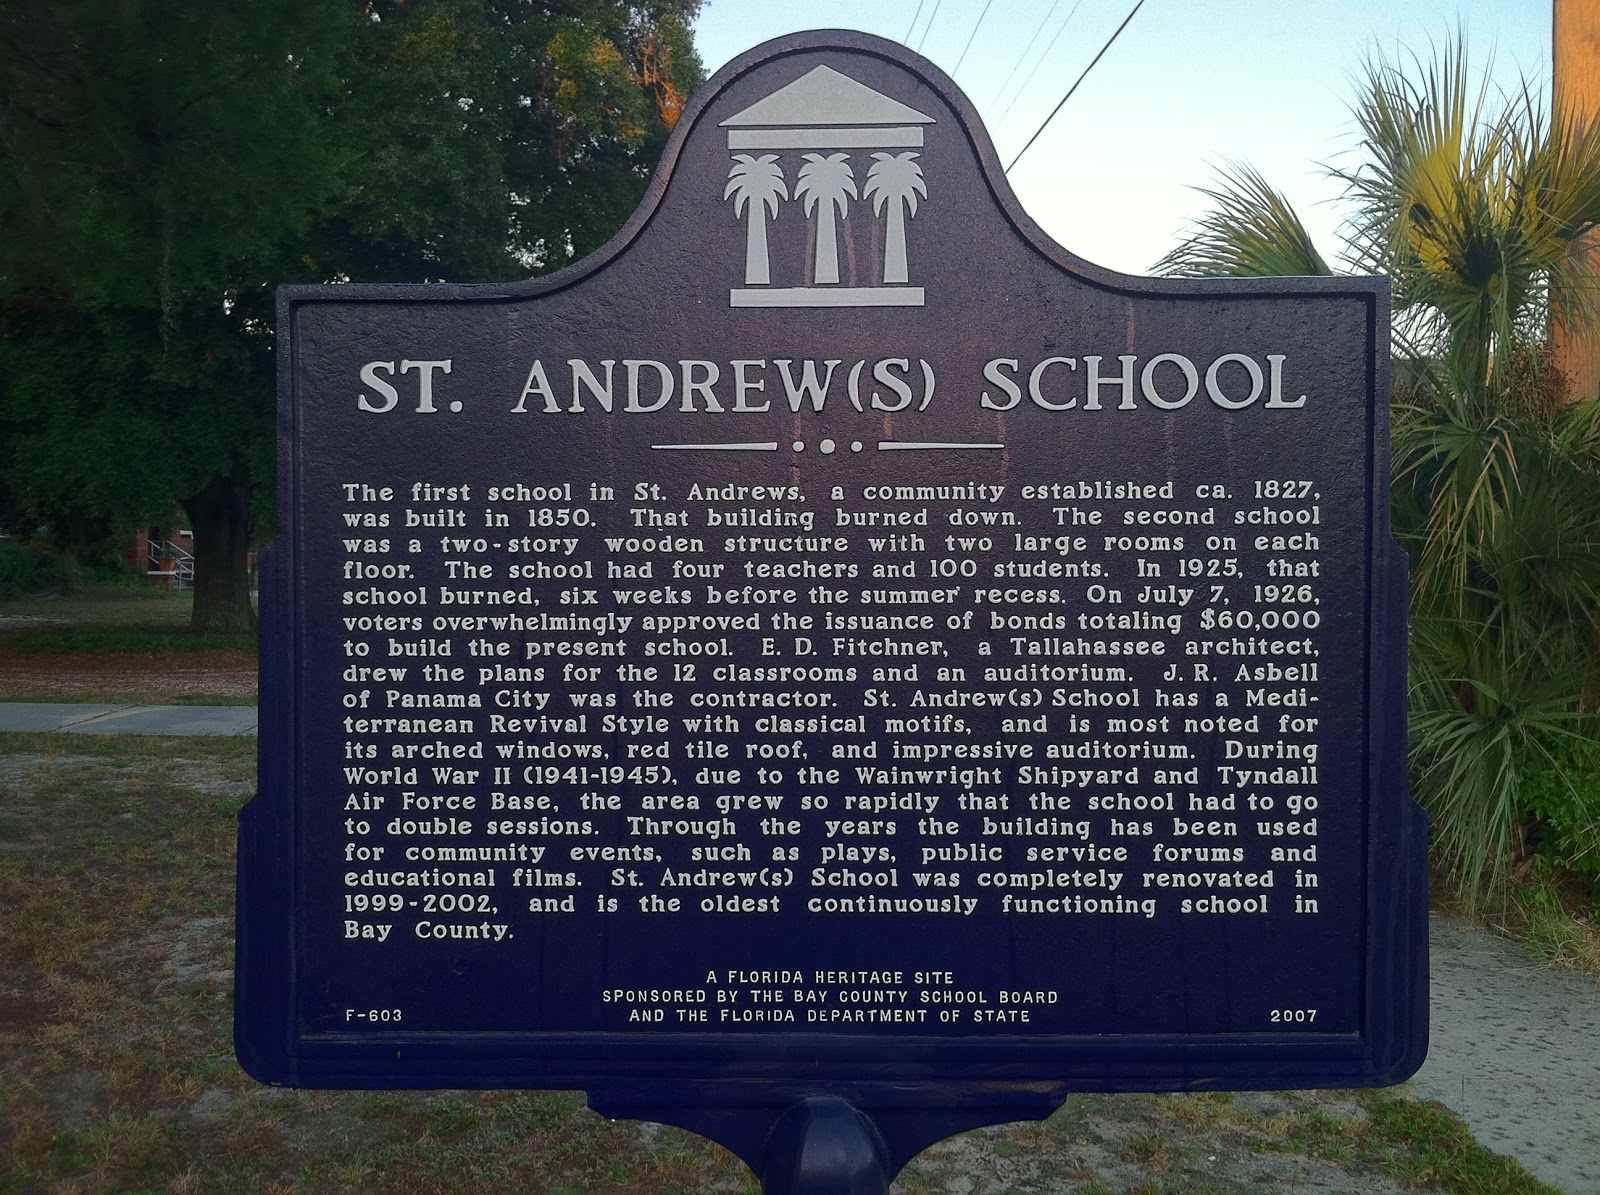 ST. ANDREW(S) SCHOOL
The first school in St. Andrews, a community established ca. 1827,
was built in 1850. That building burned down. The second school
was a two-story wooden structure with two large rooms on each
floor. The school had four teachers and 100 students. In 1925, that
school burned, six weeks before the summer recess. On July 7, 1926,
voters overwhelmingly approved the issuance of bonds totaling $60,000
to build the present school. E. D. Fitchner, a Tallahassee architect,
drew the plans for the 12 classrooms and an auditorium. J. R. Asbell
of Panama City was the contractor. St. Andrew(s) School has a Medi-
terranean Revival Style with classical motifs, and is most noted for
its arched windows, red tile roof, and impressive auditorium. During
World War II (1941-1945), due to the Wainwright Shipyard and Tyndall
Air Force Base, the area grew so rapidly that the school had to go
to double sessions. Through the years the building has been used
for community events, such as plays, public service forums and
educational films. St. Andrew(s) School was completely renovated in
1999-2002, and is the oldest continuously functioning school in
Bay County.
A FLORIDA HERITAGE SITE
SPONSORED BY THE BAY COUNTY SCHOOL BOARD
F-603 AND THE FLORIDA DEPARTMENT OF STATE 2007